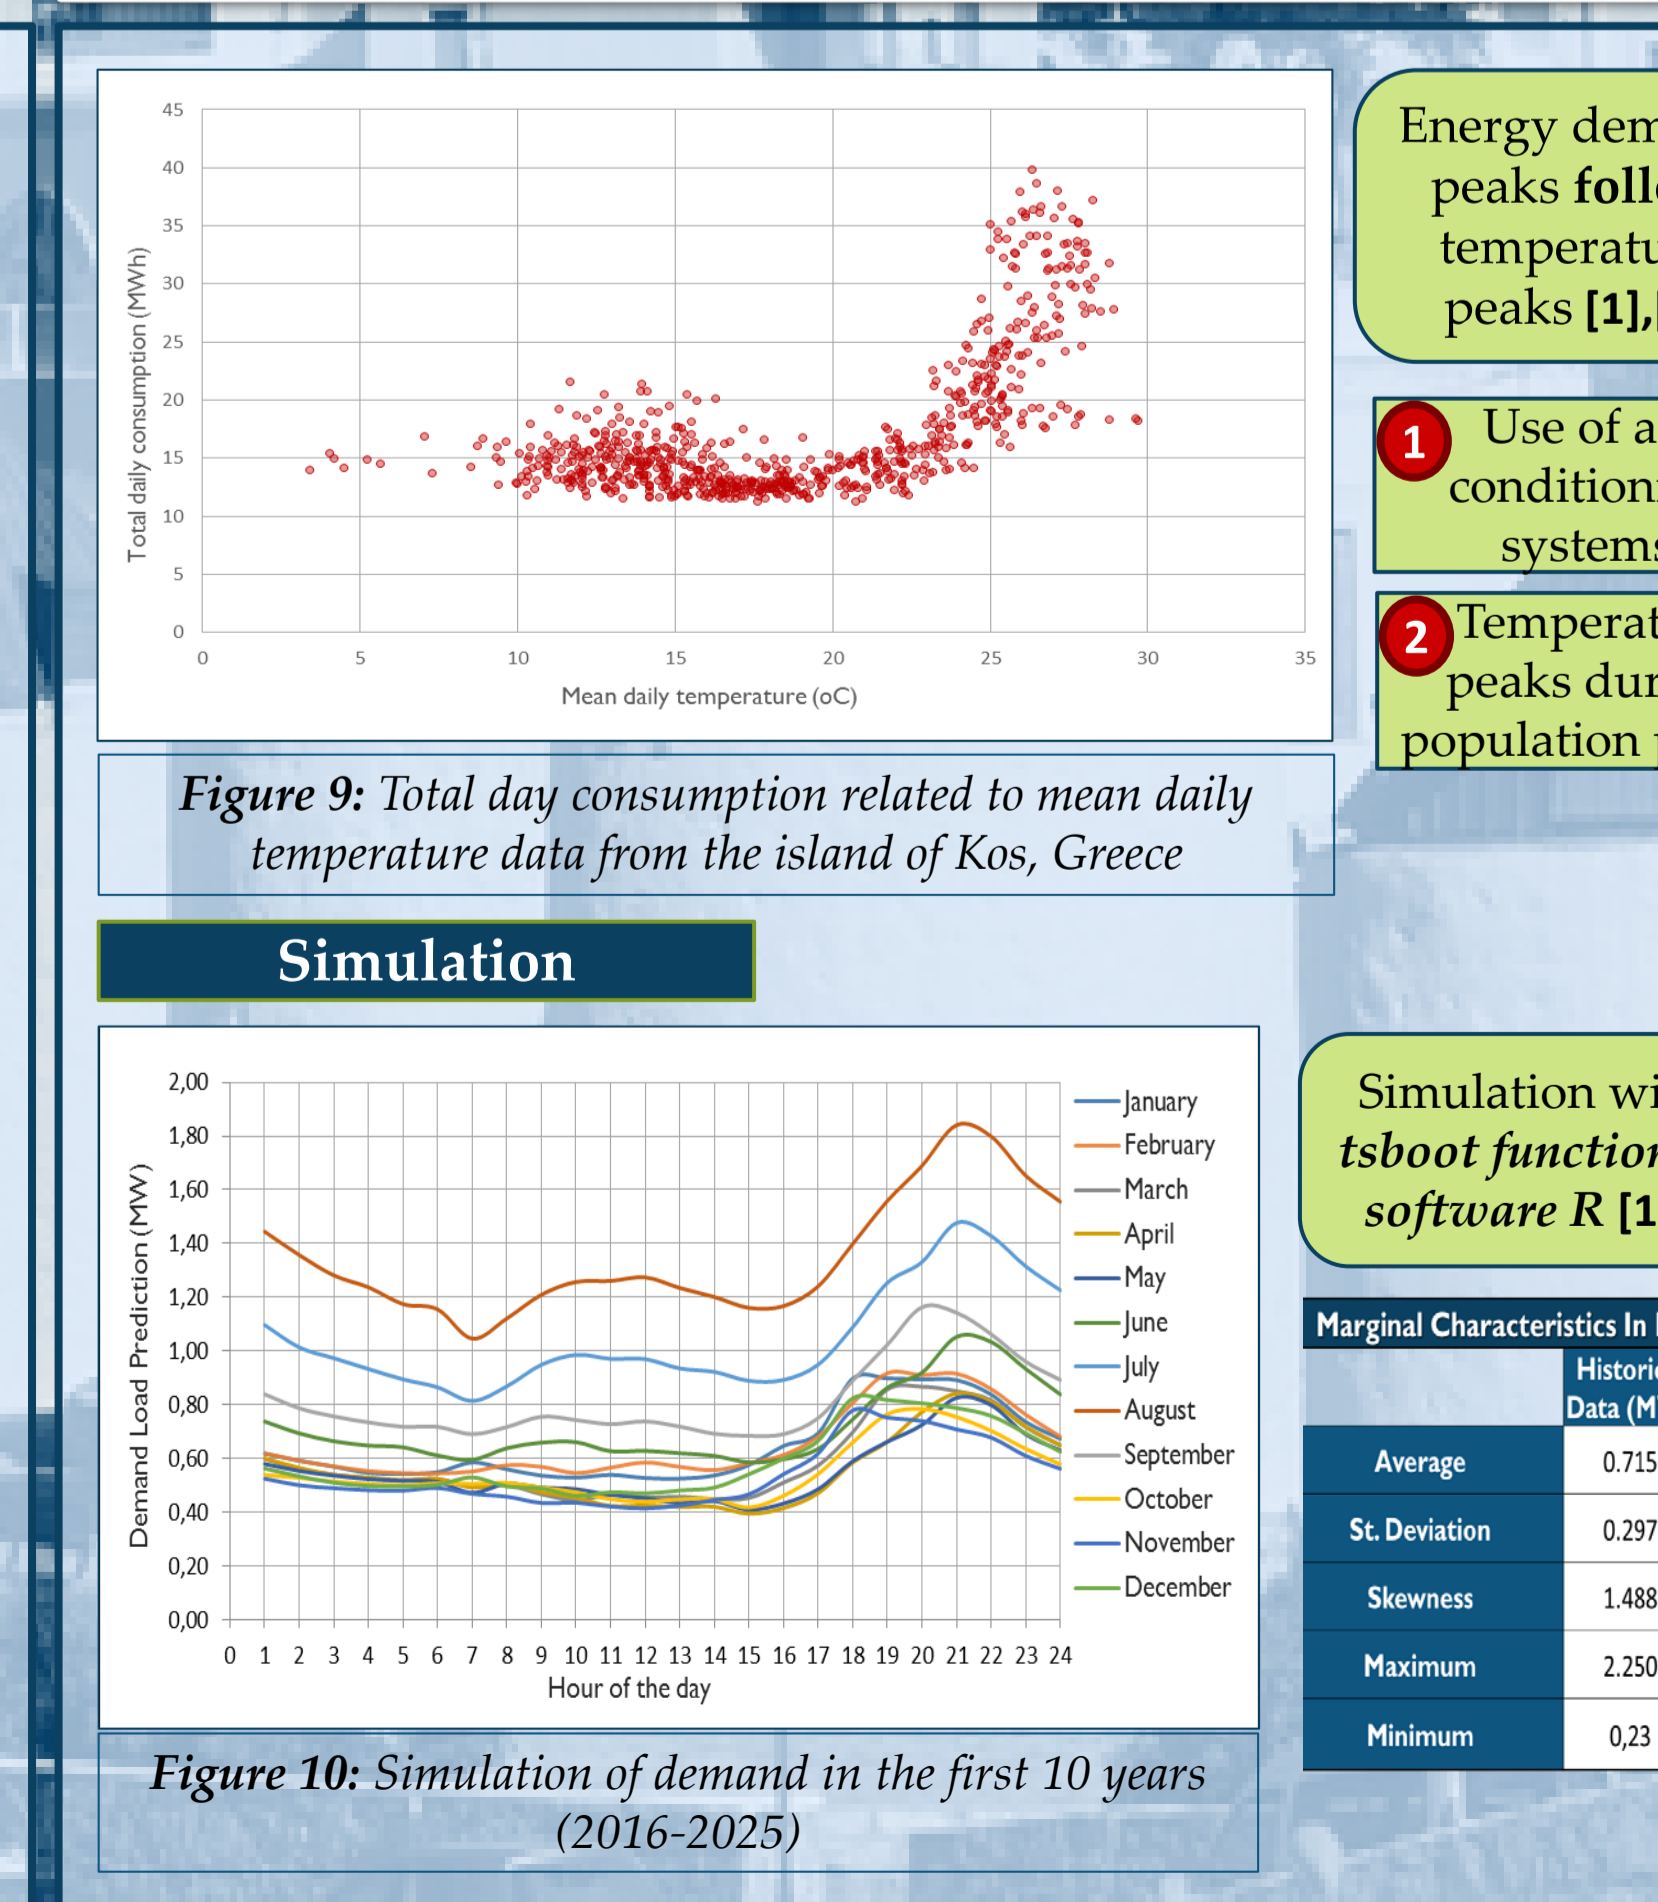 45
40
35
30
25
20
15
10
5
0
0 5 10 15 20 25 30 35
Total daily consumption (MWh)
Mean daily temperature (oC)
Figure 9: Total day consumption related to mean daily
temperature data from the island of Kos, Greece
Energy dem
peaks foll
temperatu
peaks [1],
1 Use of a
condition
systems
2 Temperat
peaks dur
population
Simulation
2,00
1,80
1,60
1,40
1,20
1,00
0,80
0,60
0,40
0,20
0,00
0 1 2 3 4 5 6 7 8 9 10 11 12 13 14 15 16 17 18 19 20 21 22 23 24
Demand Load Prediction (MW)
Hour of the day
January
February
March
April
May
June
July
August
September
October
November
December
Figure 10: Simulation of demand in the first 10 years
(2016-2025)
Simulation wi
tsboot function
software R [1
Marginal Characteristics In
Historic
Data (M
Average 0.715
St. Deviation 0.297
Skewness 1.488
Maximum 2.250
Minimum 0,23